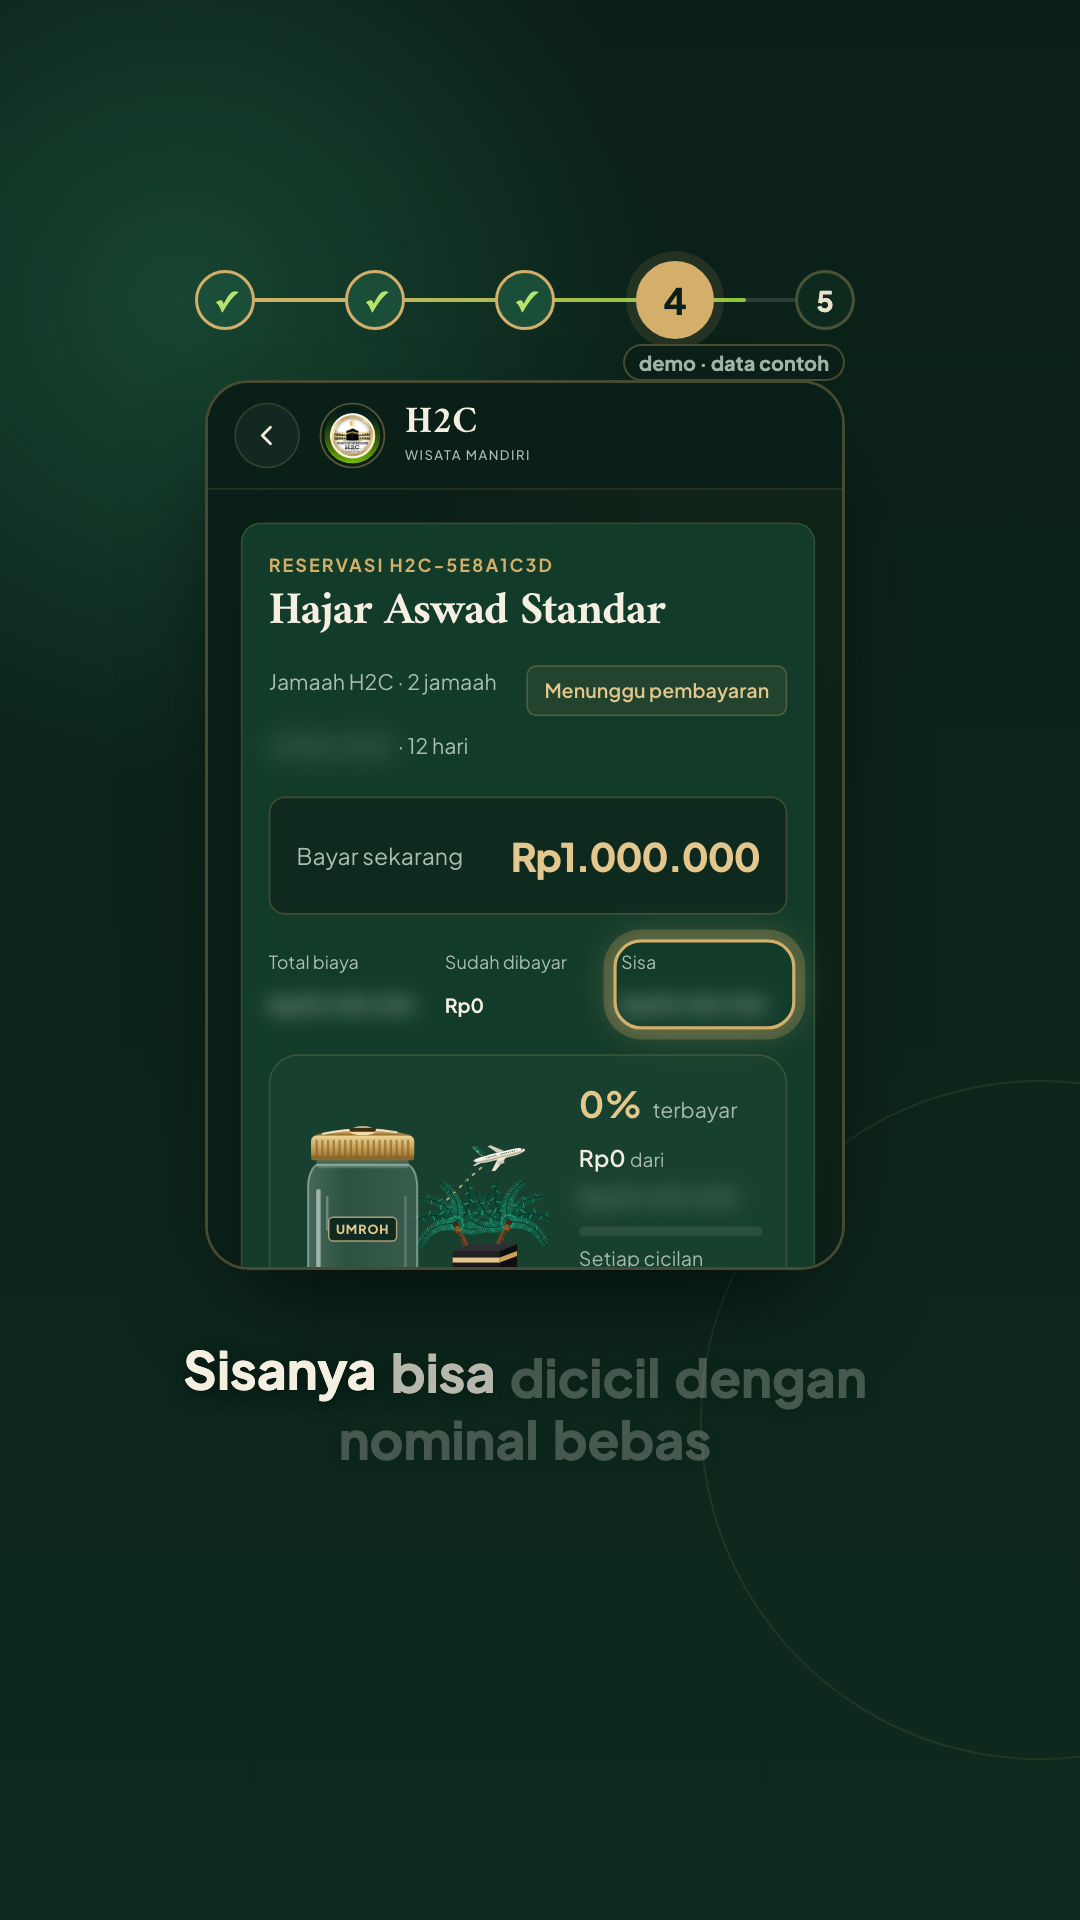 4
5
demo · data contoh
H2C
WISATA MANDIRI
RESERVASI H2C-5E8A1C3D
Hajar Aswad Standar
Jamaah H2C · 2 jamaah
Menunggu pembayaran
· 12 hari
Bayar sekarang Rp1.000.000
Total biaya Sudah dibayar Sisa
Rp0
0% terbayar
Rp0 dari
UMROH
Setiap cicilan
Sisanya bisa dicicil dengan
nominal bebas